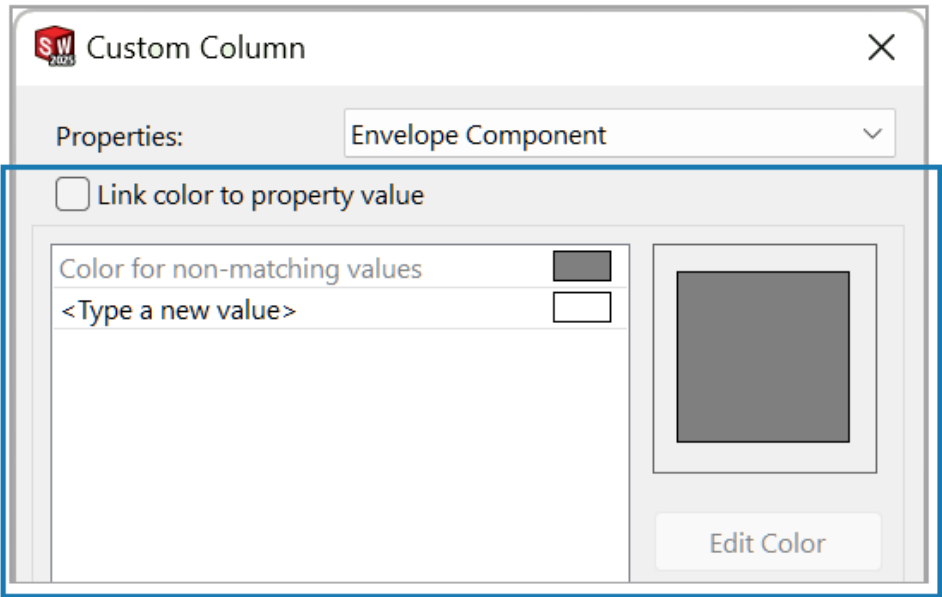 SW
2025
Custom Column
Properties:
Envelope Component
Link color to property value
Color for non-matching values
<Type a new value>
Edit Color